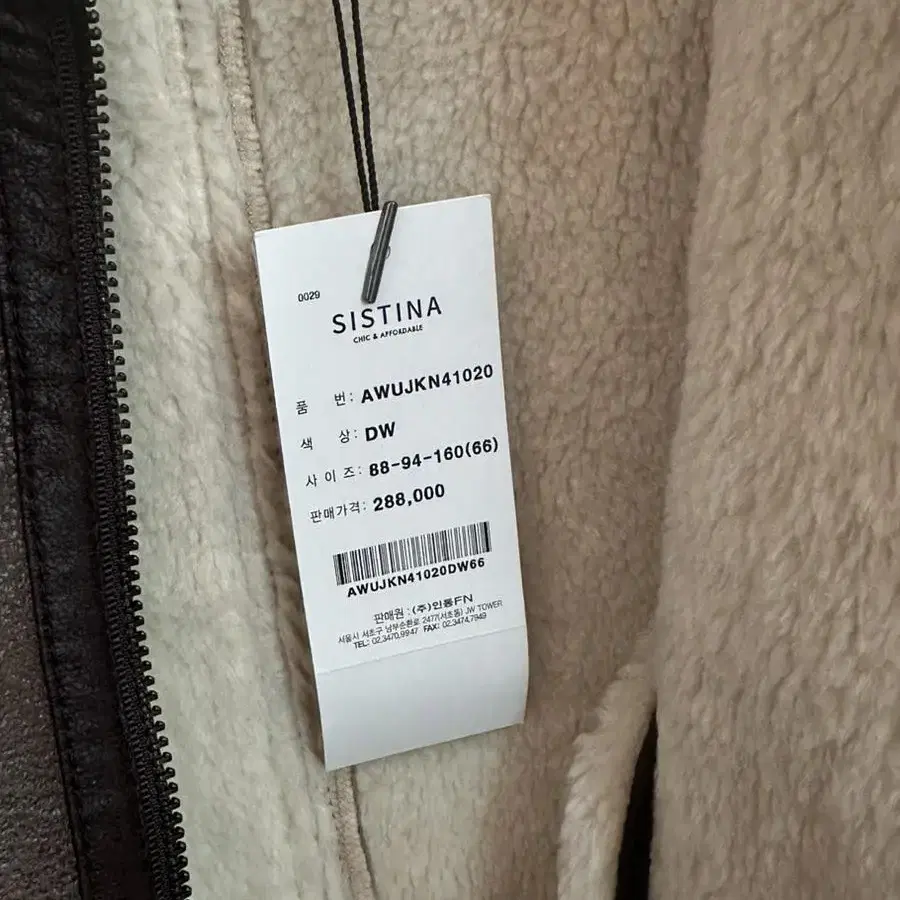 0029
SISTINA
CHIC & AFFORDABLE
품 번: AWUJKN41020
색 상: DW
사 이 즈: 88-94-160(66)
판매가격: 288,000
AWUJKN41020DW66
판매원 : (주)인동FN
서울시 서초구 남부순환로 2477(서초동) JW TOWER
TEL: 02.3470.9947 FAX: 02.3474.7949